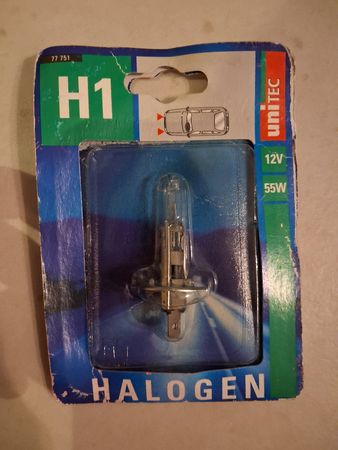 77 751
H1
uniTEC
12V
55W
HALOGEN